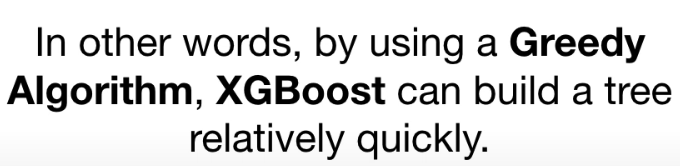 In other words, by using a Greedy
Algorithm, XGBoost can build a tree
relatively quickly.